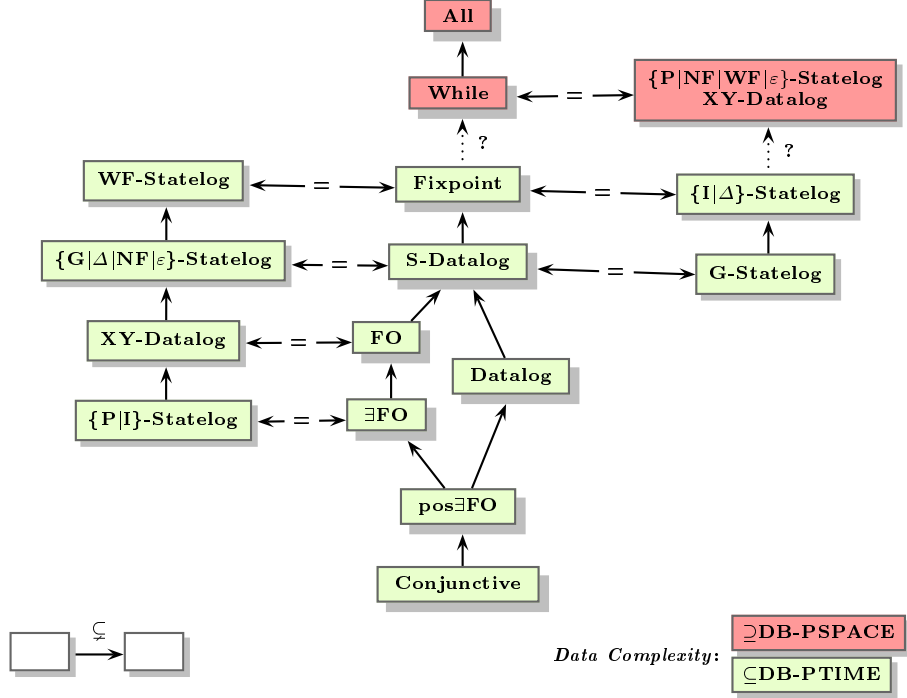 All
While
=
{P|NF|WF|ε}-Statelog
XY-Datalog
?
?
WF-Statelog
=
Fixpoint
=
{I|Δ}-Statelog
{G|Δ|NF|ε}-Statelog
=
S-Datalog
=
G-Statelog
XY-Datalog
=
FO
Datalog
{P|I}-Statelog
=
∃FO
pos∃FO
Conjunctive
⊊
Data Complexity:
⊇DB-PSPACE
⊆DB-PTIME